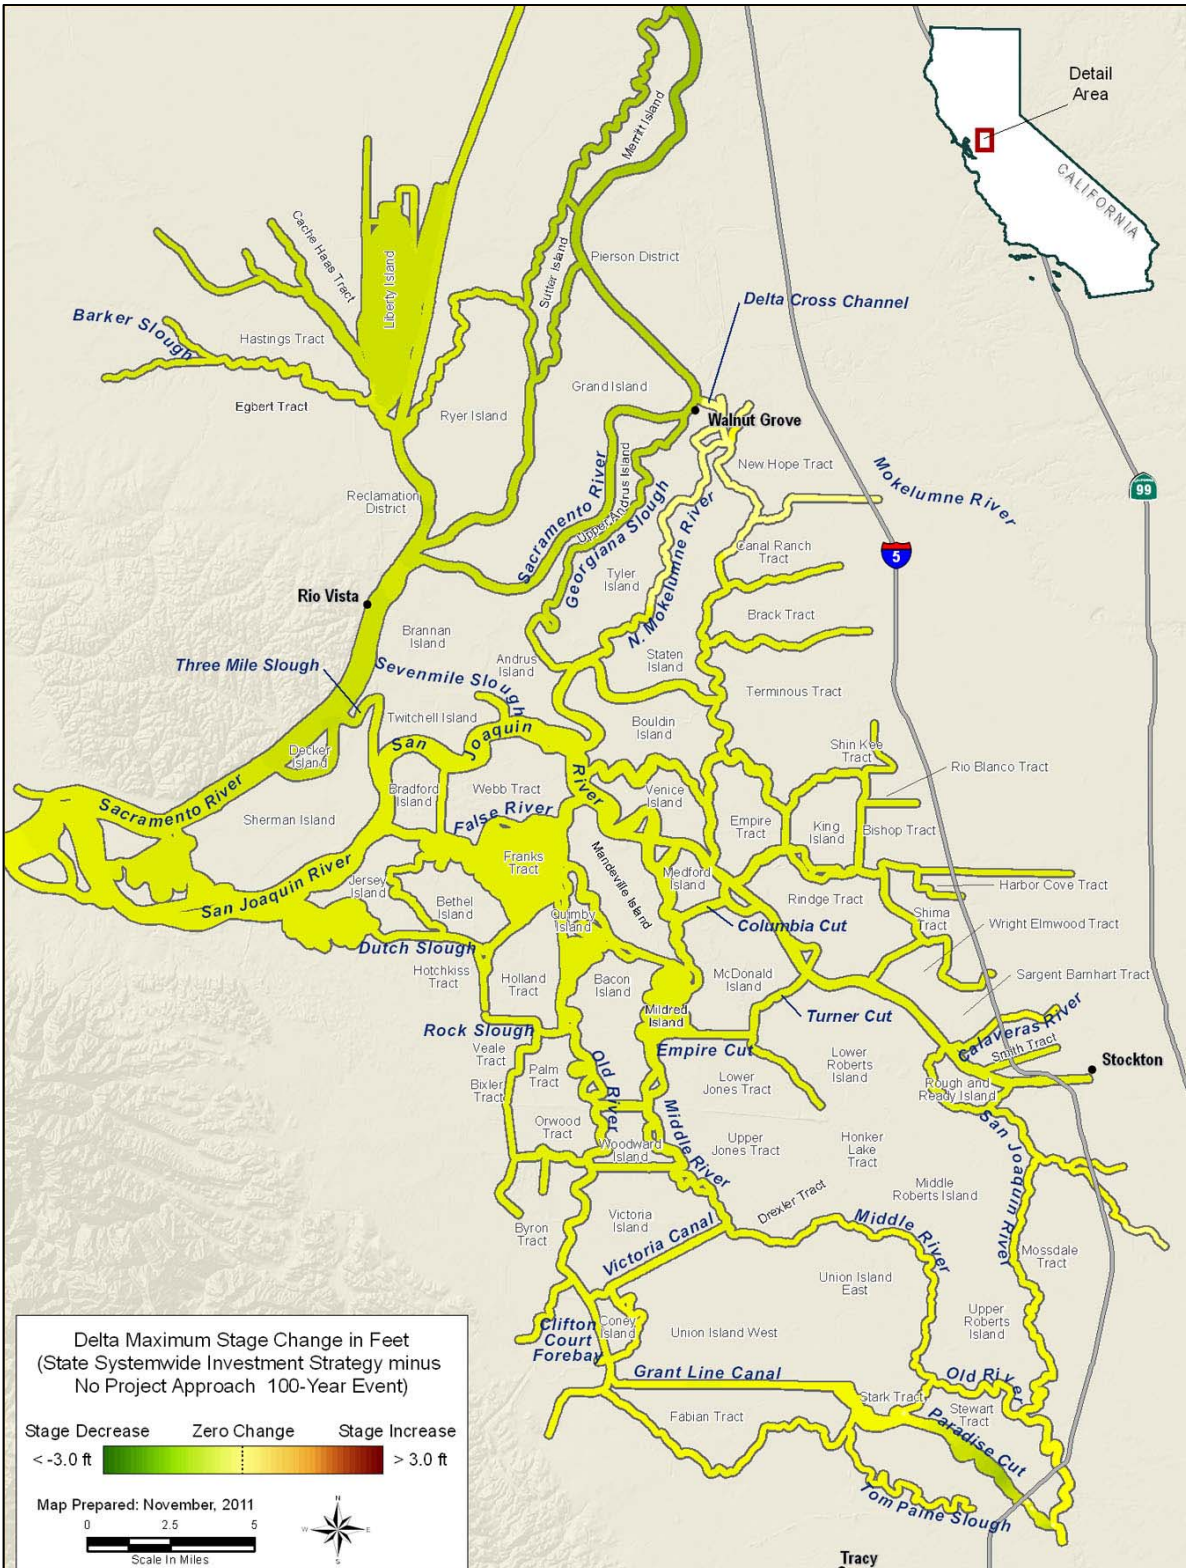 Detail
Area
CALIFORNIA
Merritt Island
Pierson District
Sutter Island
Delta Cross Channel
Cache Haas Tract
Liberty Island
Barker Slough
Hastings Tract
Egbert Tract
Grand Island
Ryer Island
Walnut Grove
New Hope Tract
Mokelumne River
99
5
Reclamation
District
Sacramento River
Upper Andrus Island
Georgiana Slough
N. Mokelumne River
Canal Ranch
Tract
Tyler
Island
Rio Vista
Brack Tract
Brannan
Island
Three Mile Slough
Sevenmile Slough
Andrus
Island
Staten
Island
Terminous Tract
Twitchell Island
Bouldin
Island
San Joaquin River
Decker
Island
Shin Kee
Tract
Rio Blanco Tract
Bradford
Island
Webb Tract
Venice
Island
Sacramento River
Sherman Island
False River
Empire
Tract
King
Island
Bishop Tract
Franks
Tract
Mandeville Island
Medford
Island
Harbor Cove Tract
San Joaquin River
Jersey
Island
Bethel
Island
Quimby
Island
Rindge Tract
Shima
Tract
Wright Elmwood Tract
Columbia Cut
Dutch Slough
Hotchkiss
Tract
Holland
Tract
Bacon
Island
McDonald
Island
Sargent Barnhart Tract
Mildred
Island
Turner Cut
Calaveras River
Rock Slough
Empire Cut
Smith Tract
Stockton
Veale
Tract
Old River
Lower
Roberts
Island
Palm
Tract
Bixler
Tract
Lower
Jones Tract
Rough and
Ready Island
Orwood
Tract
Middle River
San Joaquin River
Woodward
Island
Upper
Jones Tract
Honker
Lake
Tract
Middle
Roberts Island
Drexler Tract
Byron
Tract
Victoria
Island
Victoria Canal
Middle River
Mossdale
Tract
Union Island
East
Clifton
Court
Forebay
Coney
Island
Union Island West
Upper
Roberts
Island
Grant Line Canal
Old River
Stark Tract
Stewart
Tract
Fabian Tract
Paradise Cut
Tom Paine Slough
Tracy
Delta Maximum Stage Change in Feet
(State Systemwide Investment Strategy minus
No Project Approach 100-Year Event)
Stage Decrease Zero Change Stage Increase
< -3.0 ft > 3.0 ft
Map Prepared: November, 2011
0 2.5 5
Scale In Miles
N
W E
S